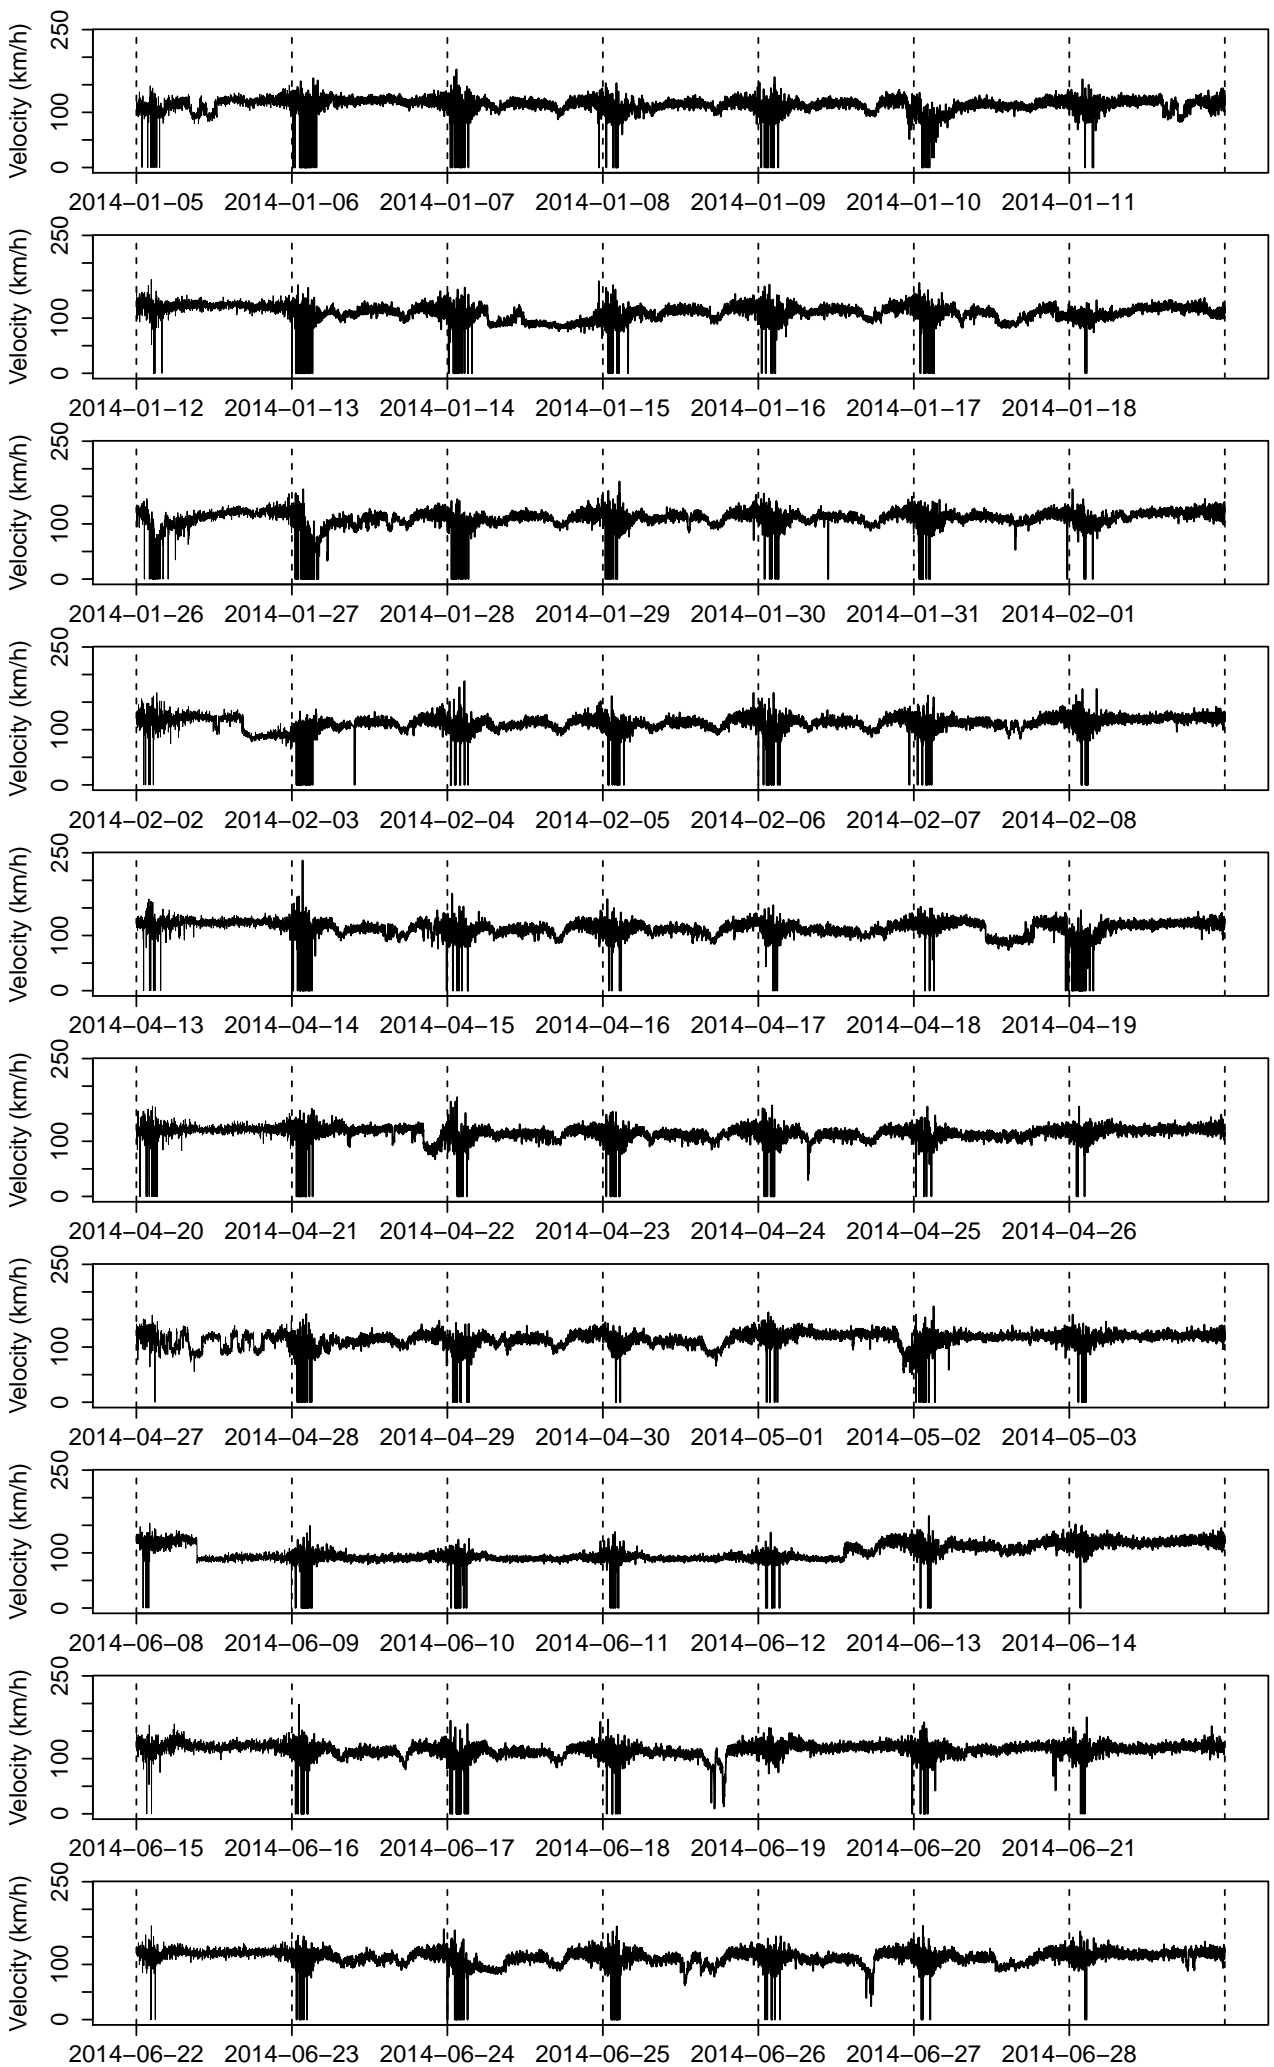 Velocity (km/h)
0 100 250
2014−01−05 2014−01−06 2014−01−07 2014−01−08 2014−01−09 2014−01−10 2014−01−11
Velocity (km/h)
0 100 250
2014−01−12 2014−01−13 2014−01−14 2014−01−15 2014−01−16 2014−01−17 2014−01−18
Velocity (km/h)
0 100 250
2014−01−26 2014−01−27 2014−01−28 2014−01−29 2014−01−30 2014−01−31 2014−02−01
Velocity (km/h)
0 100 250
2014−02−02 2014−02−03 2014−02−04 2014−02−05 2014−02−06 2014−02−07 2014−02−08
Velocity (km/h)
0 100 250
2014−04−13 2014−04−14 2014−04−15 2014−04−16 2014−04−17 2014−04−18 2014−04−19
Velocity (km/h)
0 100 250
2014−04−20 2014−04−21 2014−04−22 2014−04−23 2014−04−24 2014−04−25 2014−04−26
Velocity (km/h)
0 100 250
2014−04−27 2014−04−28 2014−04−29 2014−04−30 2014−05−01 2014−05−02 2014−05−03
Velocity (km/h)
0 100 250
2014−06−08 2014−06−09 2014−06−10 2014−06−11 2014−06−12 2014−06−13 2014−06−14
Velocity (km/h)
0 100 250
2014−06−15 2014−06−16 2014−06−17 2014−06−18 2014−06−19 2014−06−20 2014−06−21
Velocity (km/h)
0 100 250
2014−06−22 2014−06−23 2014−06−24 2014−06−25 2014−06−26 2014−06−27 2014−06−28